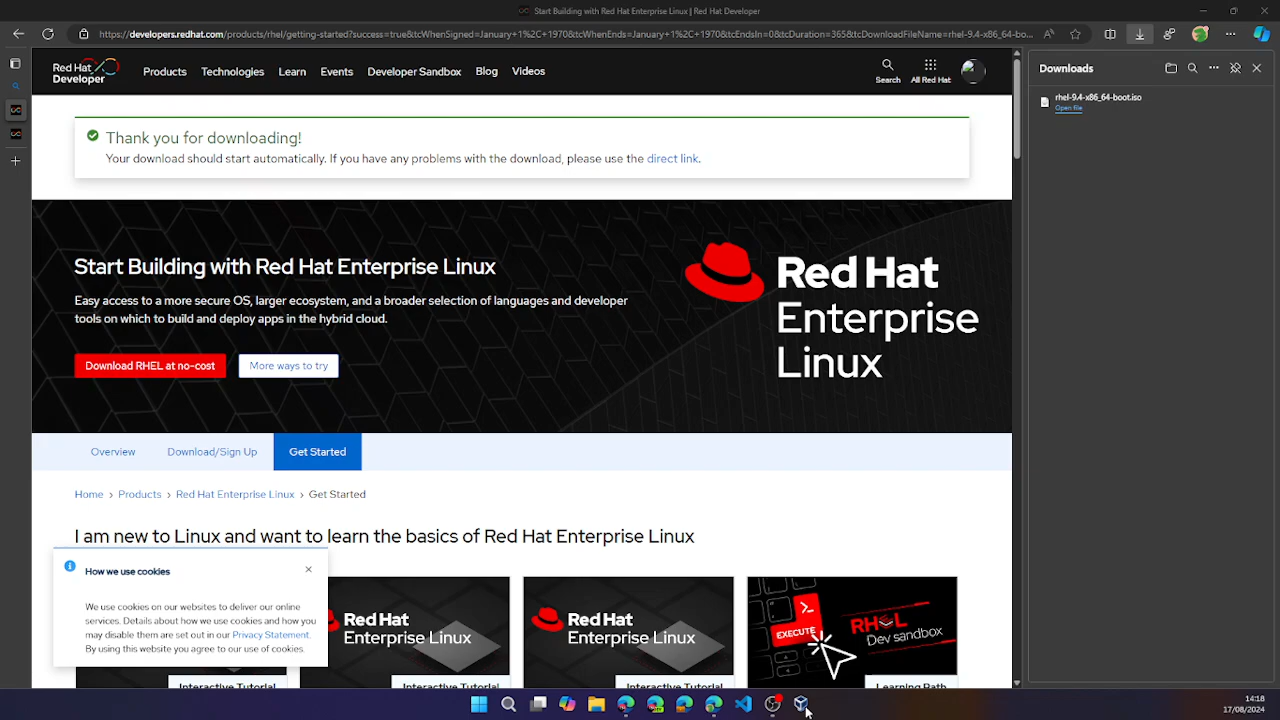 Start Building with Red Hat Enterprise Linux | Red Hat Developer
https://developers.redhat.com/products/rhel/getting-started?success=true&tcWhenSigned=January+1%2C+1970&tcWhenEnds=January+1%2C+1970&tcEndsIn=0&tcDuration=365&tcDownloadFileName=rhel-9.4-x86_64-bo...
Red Hat
Developer
Products
Technologies
Learn
Events
Developer Sandbox
Blog
Videos
Search
All Red Hat
Downloads
rhel-9.4-x86_64-boot.iso
Open file
Thank you for downloading!
Your download should start automatically. If you have any problems with the download, please use the direct link.
Start Building with Red Hat Enterprise Linux
Easy access to a more secure OS, larger ecosystem, and a broader selection of languages and developer
tools on which to build and deploy apps in the hybrid cloud.
Download RHEL at no-cost
More ways to try
Red Hat
Enterprise
Linux
Overview
Download/Sign Up
Get Started
Home › Products › Red Hat Enterprise Linux › Get Started
I am new to Linux and want to learn the basics of Red Hat Enterprise Linux
How we use cookies
We use cookies on our websites to deliver our online
services. Details about how we use cookies and how you
may disable them are set out in our Privacy Statement.
By using this website you agree to our use of cookies.
Red Hat
Enterprise Linux
Red Hat
Enterprise Linux
EXECUTE
RHEL
Dev sandbox
Interactive Tutorial
Interactive Tutorial
Interactive Tutorial
Learning Path
14:18
17/08/2024